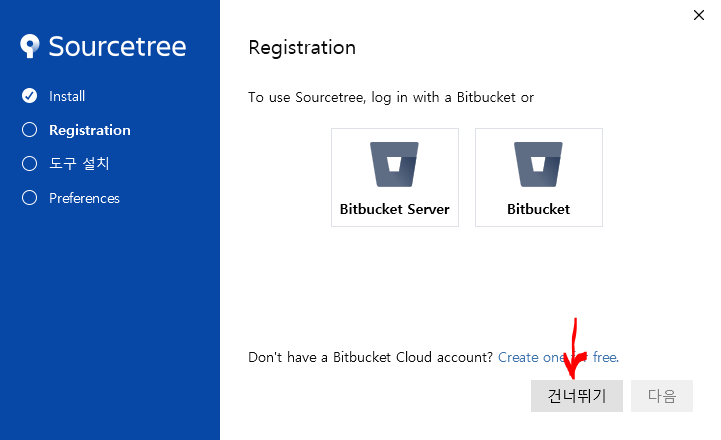 Sourcetree
Install
Registration
도구 설치
Preferences
Registration
To use Sourcetree, log in with a Bitbucket or
Bitbucket Server
Bitbucket
Don't have a Bitbucket Cloud account? Create one for free.
건너뛰기
다음